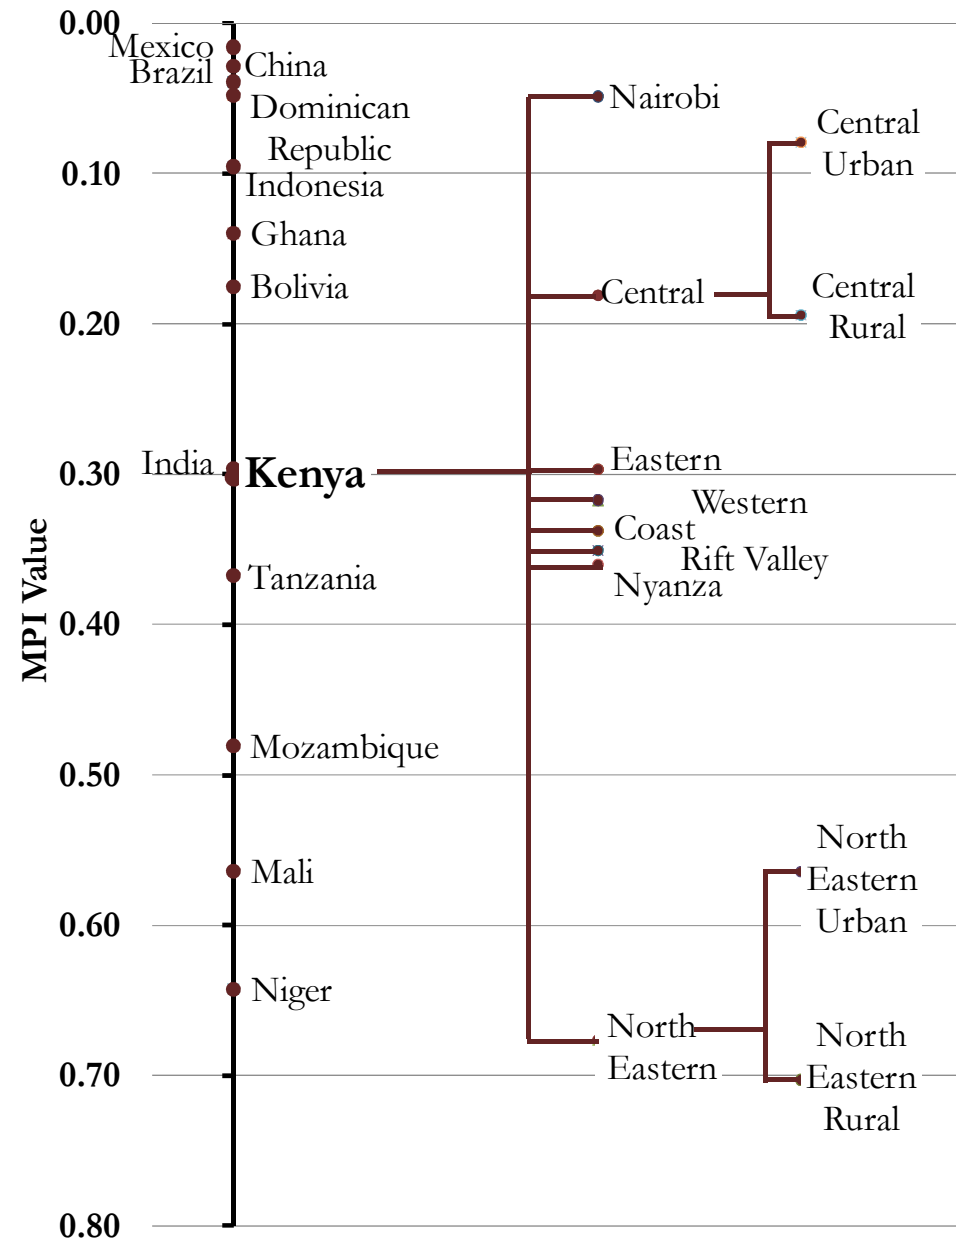 0.00
Mexico
China
Brazil
Nairobi
Dominican
Republic
Central
Urban
0.10
Indonesia
Ghana
Bolivia
Central
Central
Rural
0.20
India
0.30
Kenya
Eastern
Western
Coast
Rift Valley
Nyanza
Tanzania
MPI Value
0.40
Mozambique
0.50
North
Eastern
Urban
Mali
0.60
Niger
North
Eastern
North
Eastern
Rural
0.70
0.80